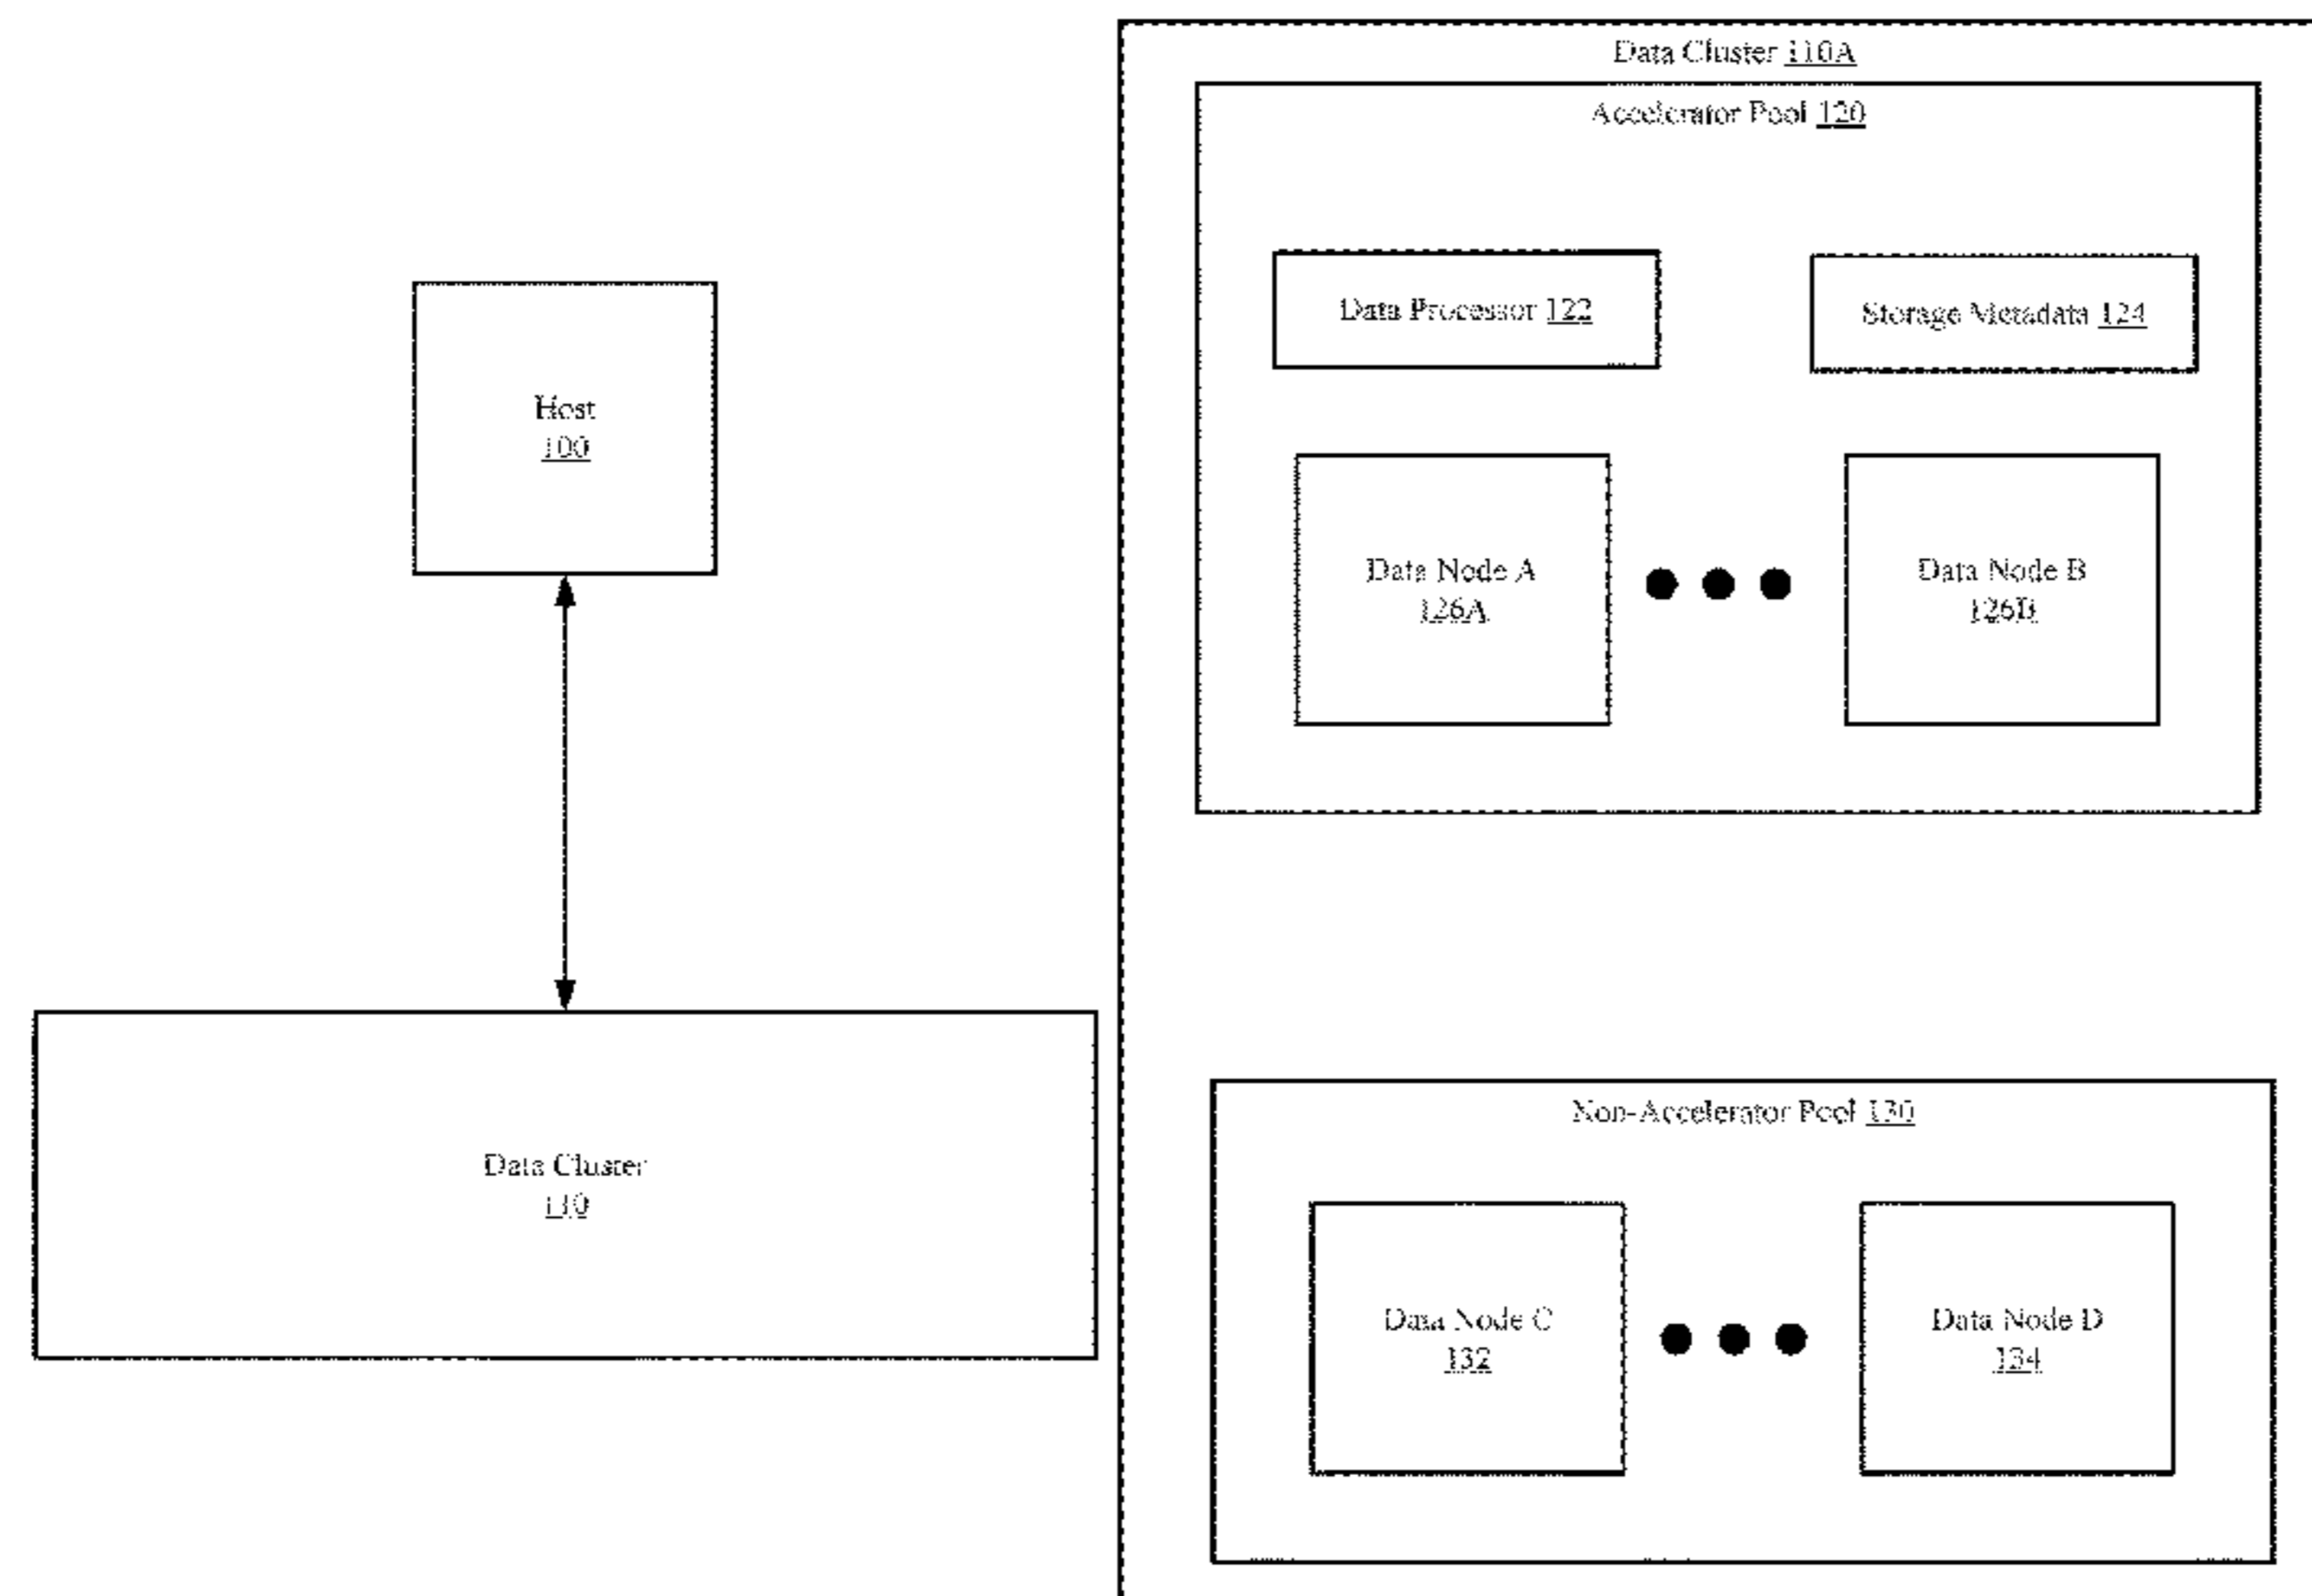 Host
100
Data Cluster
110
Data Cluster 110A
Accelerator Pool 120
Data Processor 122
Storage Metadata 124
Data Node A
126A
Data Node B
126B
Non-Accelerator Pool 130
Data Node C
132
Data Node D
134